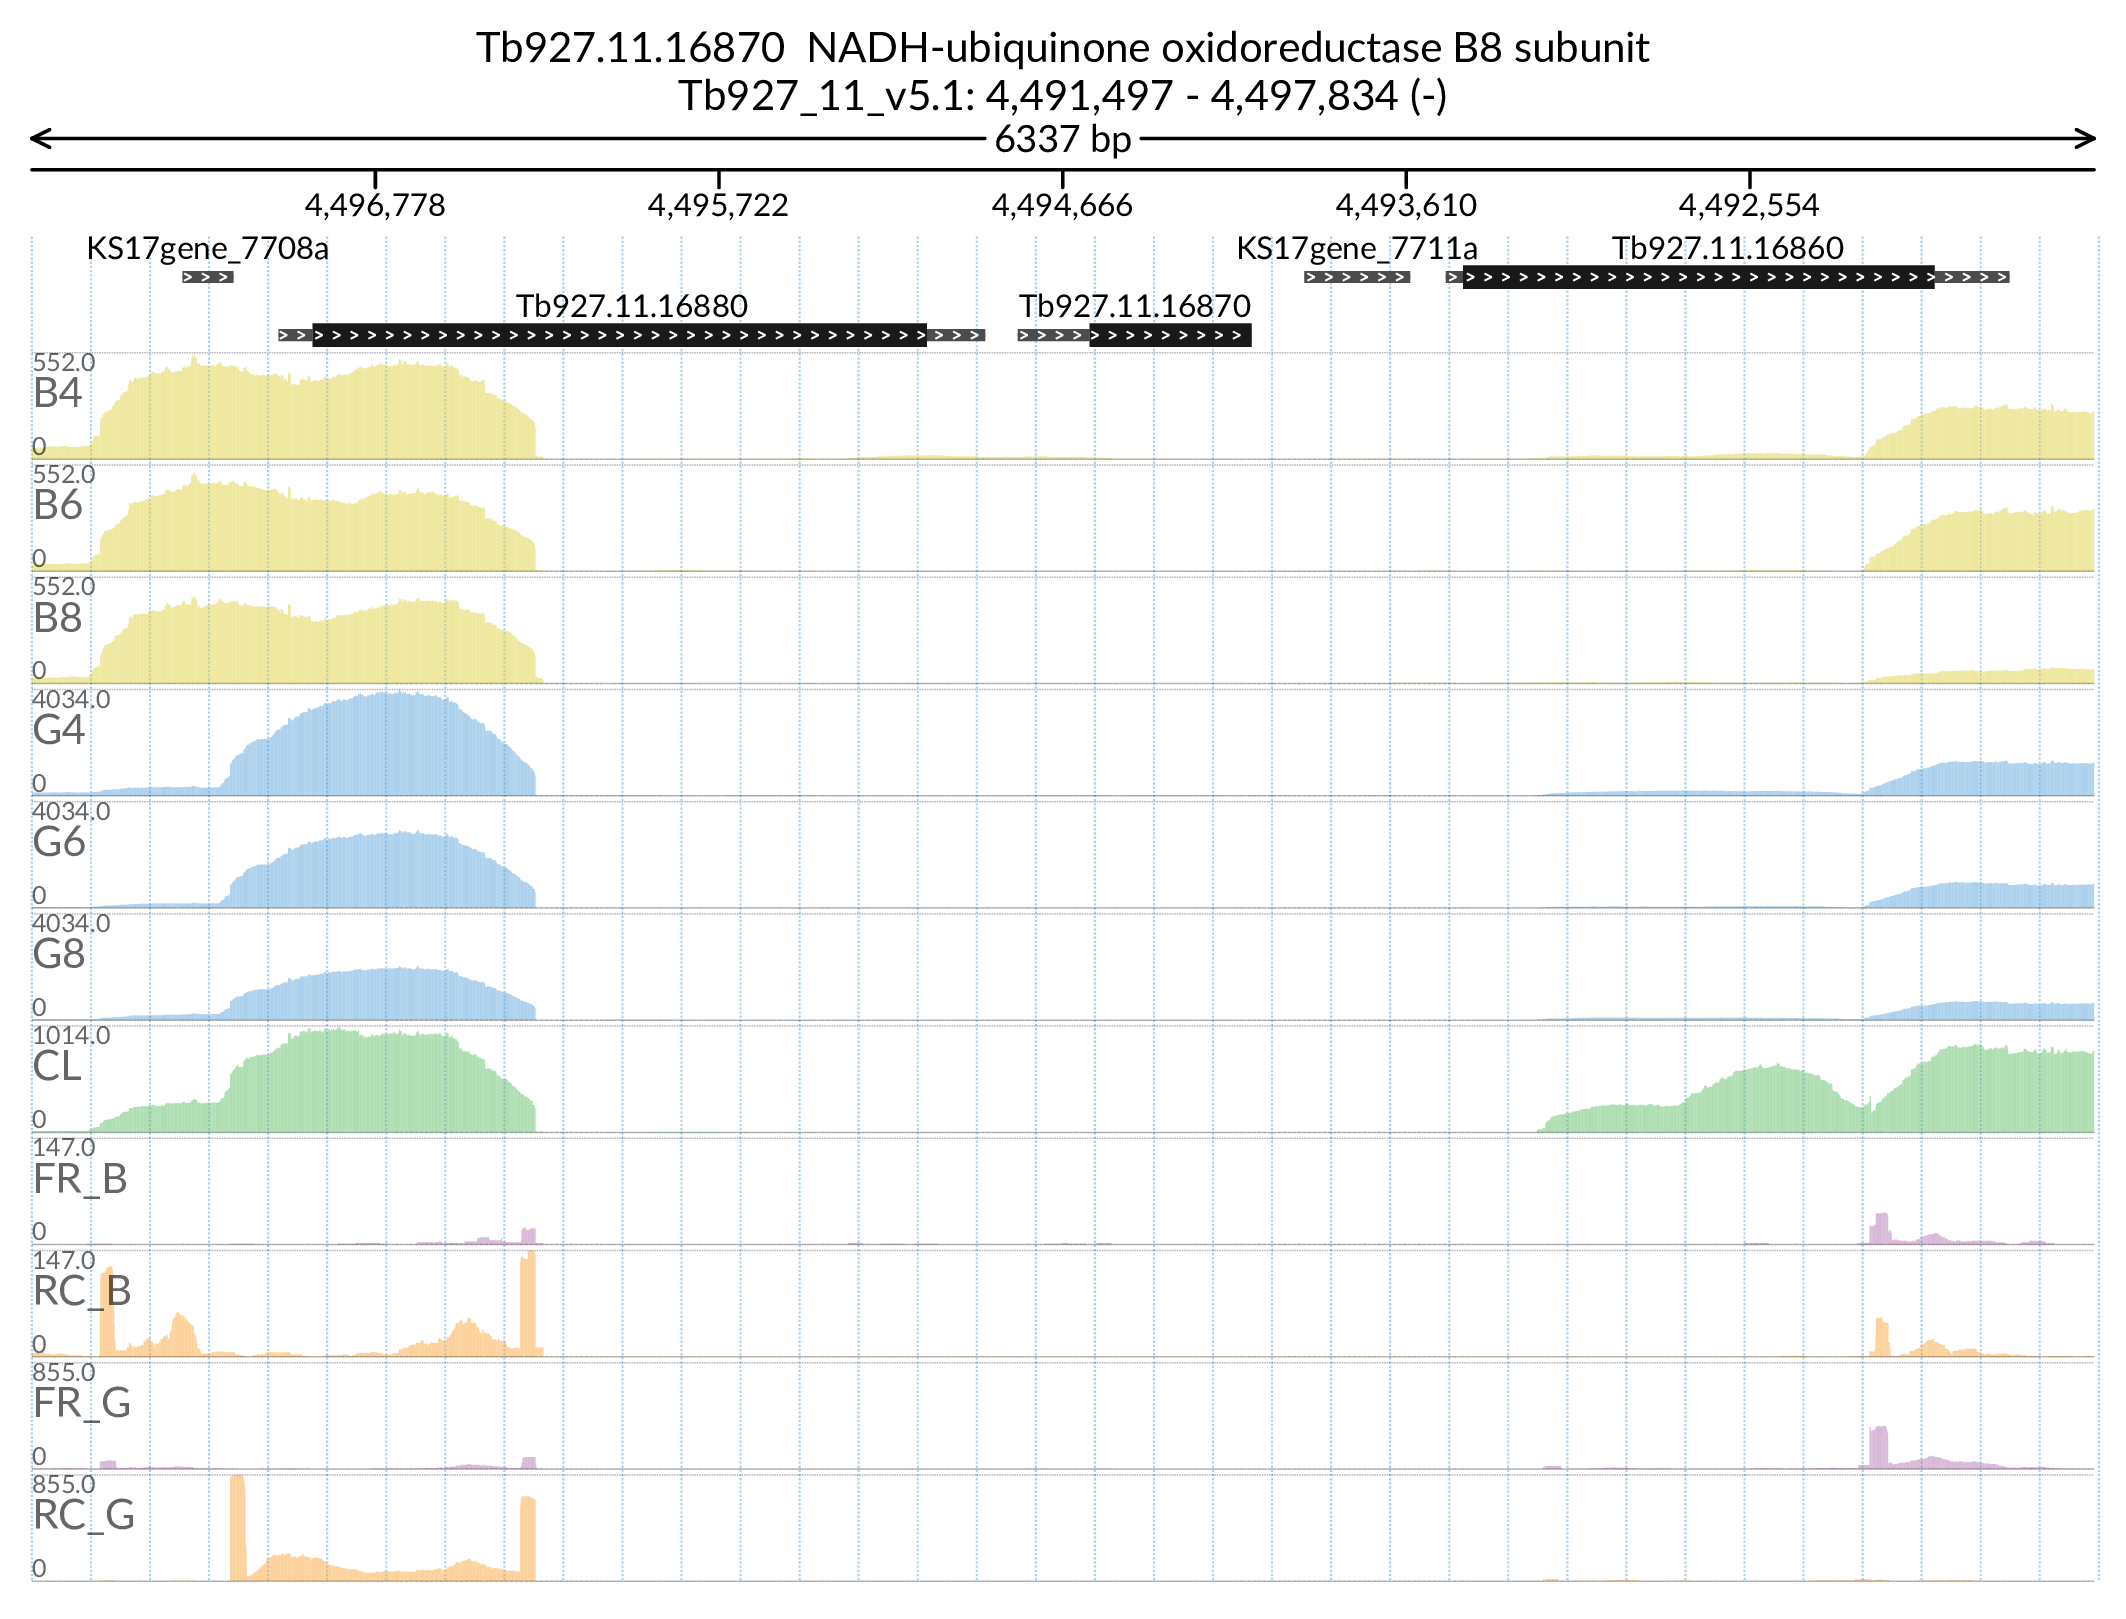 Tb927.11.16870  NADH-ubiquinone oxidoreductase B8 subunit
Tb927_11_v5.1: 4,491,497 - 4,497,834 (-)
6337 bp
4,496,778 4,495,722 4,494,666 4,493,610 4,492,554
KS17gene_7708a KS17gene_7711a Tb927.11.16860
Tb927.11.16880 Tb927.11.16870
552.0
B4
0
552.0
B6
0
552.0
B8
0
4034.0
G4
0
4034.0
G6
0
4034.0
G8
0
1014.0
CL
0
147.0
FR_B
0
147.0
RC_B
0
855.0
FR_G
0
855.0
RC_G
0